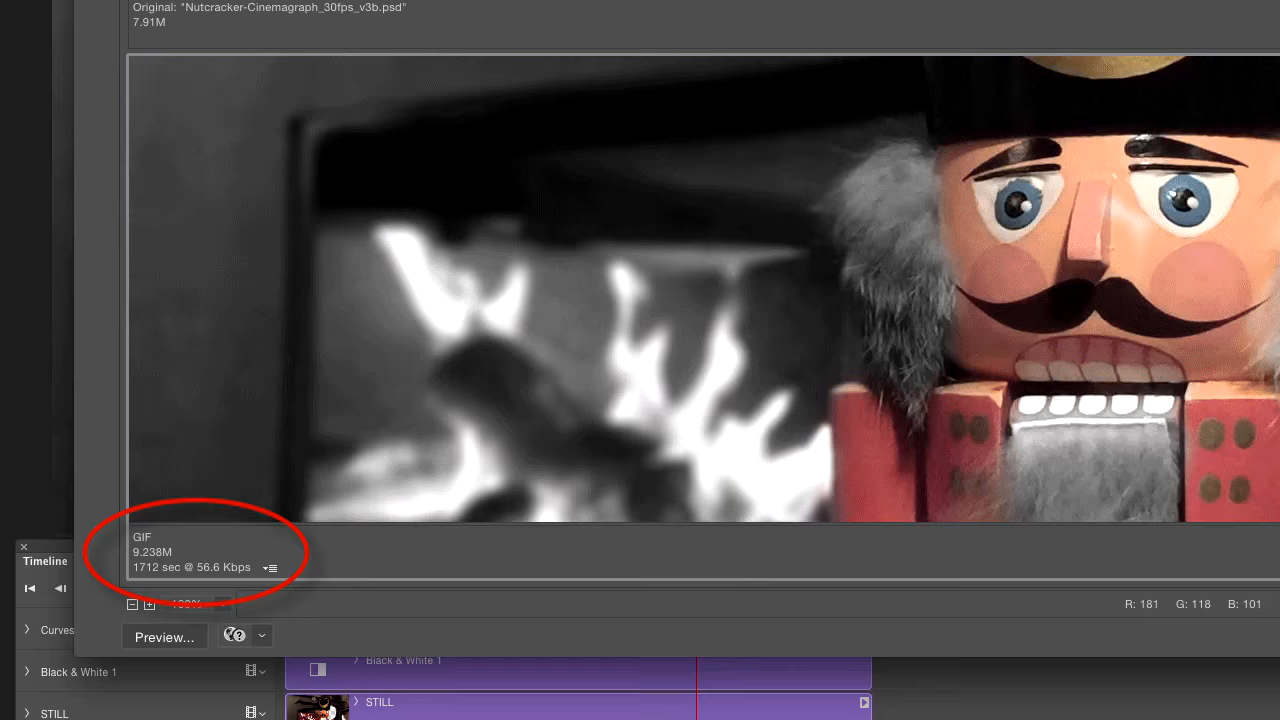 Original: "Nutcracker-Cinemagraph_30fps_v3b.psd"
7.91M
GIF
9.238M
1712 sec @ 56.6 Kbps
Timeline
100%
R: 181 G: 118 B: 101
Preview...
Curves
Black & White 1
Black & White 1
STILL
STILL